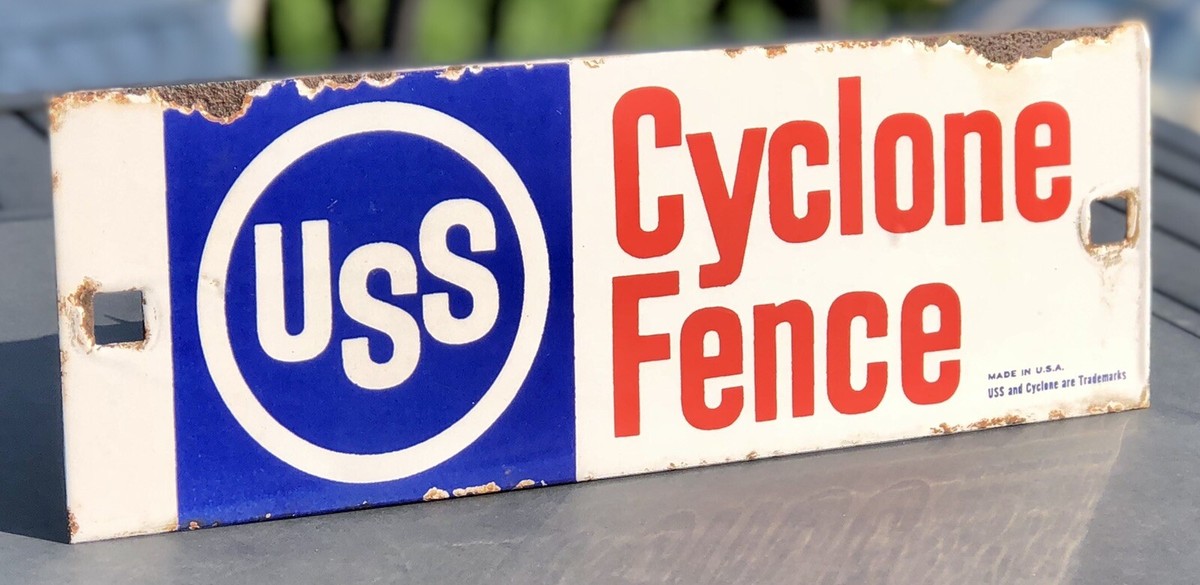 USS
Cyclone
Fence
MADE IN U.S.A.
USS and Cyclone are Trademarks